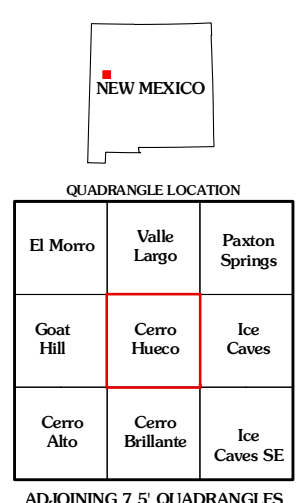 NEW MEXICO
QUADRANGLE LOCATION
El Morro
Valle
Largo
Paxton
Springs
Goat
Hill
Cerro
Hueco
Ice
Caves
Cerro
Alto
Cerro
Brillante
Ice
Caves SE
ADJOINING 7.5' QUADRANGLES